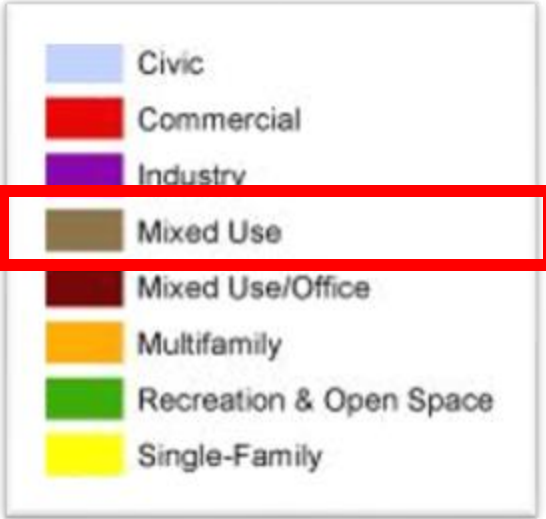 Civic
Commercial
Industry
Mixed Use
Mixed Use/Office
Multifamily
Recreation & Open Space
Single-Family